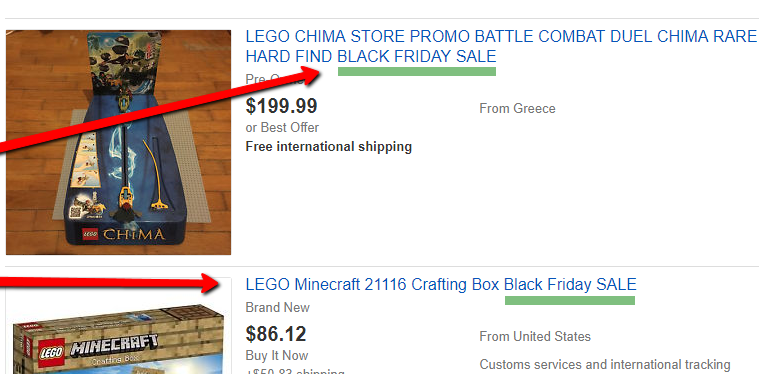 LEGO CHIMA STORE PROMO BATTLE COMBAT DUEL CHIMA RARE
HARD FIND BLACK FRIDAY SALE
Pre-Owned
$199.99
From Greece
or Best Offer
Free international shipping
LEGO CHIMA
LEGO Minecraft 21116 Crafting Box Black Friday SALE
Brand New
$86.12
From United States
Buy It Now
Customs services and international tracking
+$50.83 shipping
LEGO MINECRAFT
Crafting Box